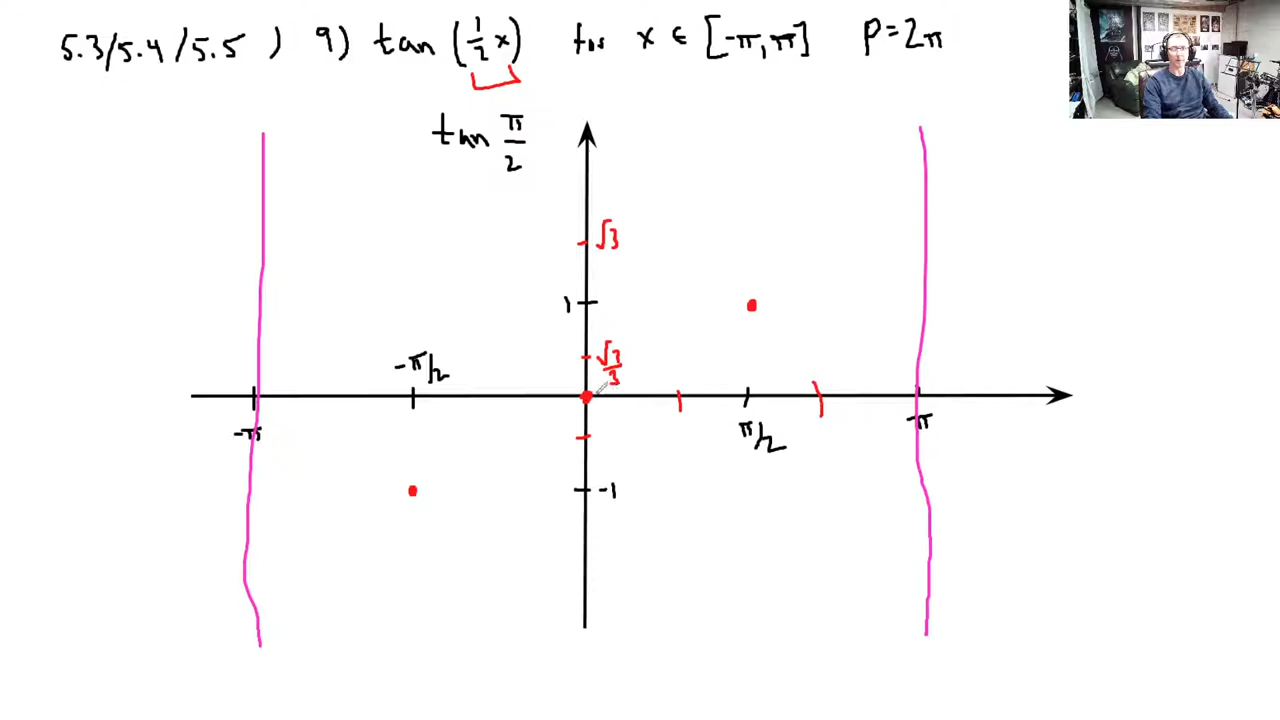 5.3/5.4/5.5 ) 9) tan (1/2 x) for x ∈ [-π, π] P=2π
tan π/2
√3
1
√3/3
-π/2
-π
π/2
π
-1